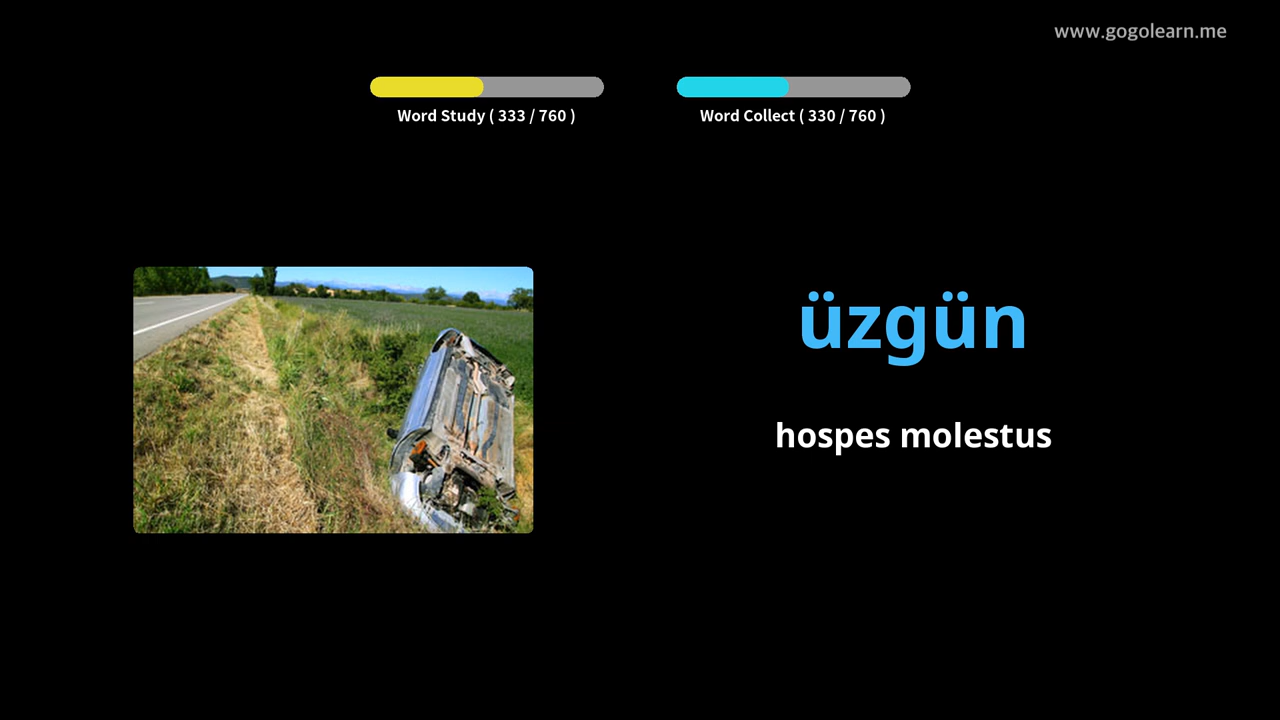 www.gogolearn.me
Word Study ( 333 / 760 )
Word Collect ( 330 / 760 )
üzgün
hospes molestus